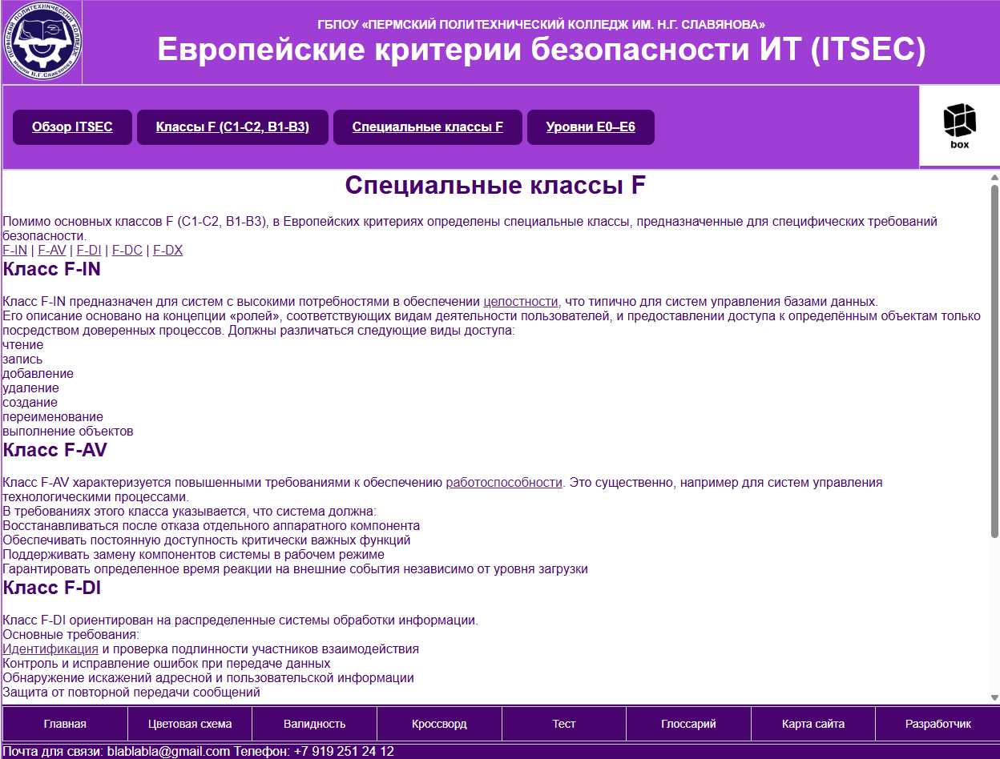 ПЕРМСКИЙ ПОЛИТЕХНИЧЕСКИЙ КОЛЛЕДЖ
имени Н.Г.Славянова
ГБПОУ «ПЕРМСКИЙ ПОЛИТЕХНИЧЕСКИЙ КОЛЛЕДЖ ИМ. Н.Г. СЛАВЯНОВА»
Европейские критерии безопасности ИТ (ITSEC)
Обзор ITSEC
Классы F (C1-C2, B1-B3)
Специальные классы F
Уровни E0–E6
box
Специальные классы F
Помимо основных классов F (C1-C2, B1-B3), в Европейских критериях определены специальные классы, предназначенные для специфических требований
безопасности.
F-IN | F-AV | F-DI | F-DC | F-DX
Класс F-IN
Класс F-IN предназначен для систем с высокими потребностями в обеспечении целостности, что типично для систем управления базами данных.
Его описание основано на концепции «ролей», соответствующих видам деятельности пользователей, и предоставлении доступа к определённым объектам только
посредством доверенных процессов. Должны различаться следующие виды доступа:
чтение
запись
добавление
удаление
создание
переименование
выполнение объектов
Класс F-AV
Класс F-AV характеризуется повышенными требованиями к обеспечению работоспособности. Это существенно, например для систем управления
технологическими процессами.
В требованиях этого класса указывается, что система должна:
Восстанавливаться после отказа отдельного аппаратного компонента
Обеспечивать постоянную доступность критически важных функций
Поддерживать замену компонентов системы в рабочем режиме
Гарантировать определенное время реакции на внешние события независимо от уровня загрузки
Класс F-DI
Класс F-DI ориентирован на распределенные системы обработки информации.
Основные требования:
Идентификация и проверка подлинности участников взаимодействия
Контроль и исправление ошибок при передаче данных
Обнаружение искажений адресной и пользовательской информации
Защита от повторной передачи сообщений
Главная
Цветовая схема
Валидность
Кроссворд
Тест
Глоссарий
Карта сайта
Разработчик
Почта для связи: blablabla@gmail.com Телефон: +7 919 251 24 12